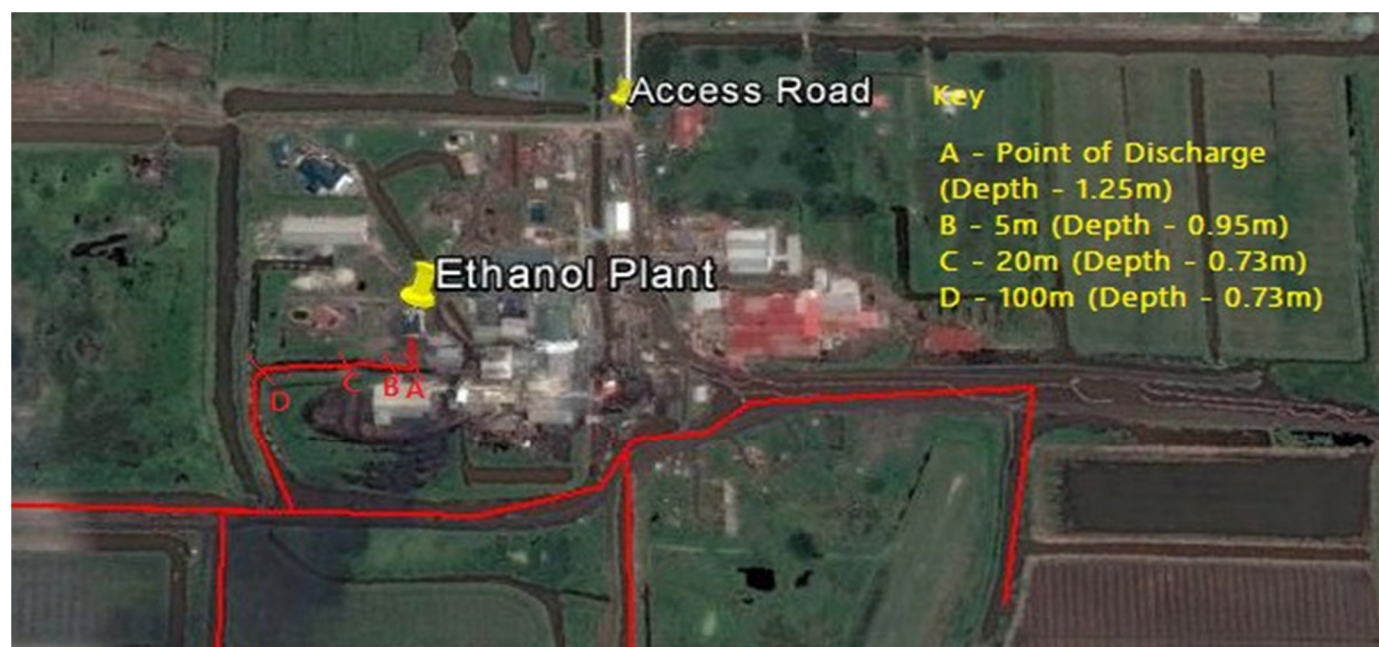 Access Road
Key
A - Point of Discharge
(Depth - 1.25m)
B - 5m (Depth - 0.95m)
C - 20m (Depth - 0.73m)
D - 100m (Depth - 0.73m)
Ethanol Plant
D
C
B
A